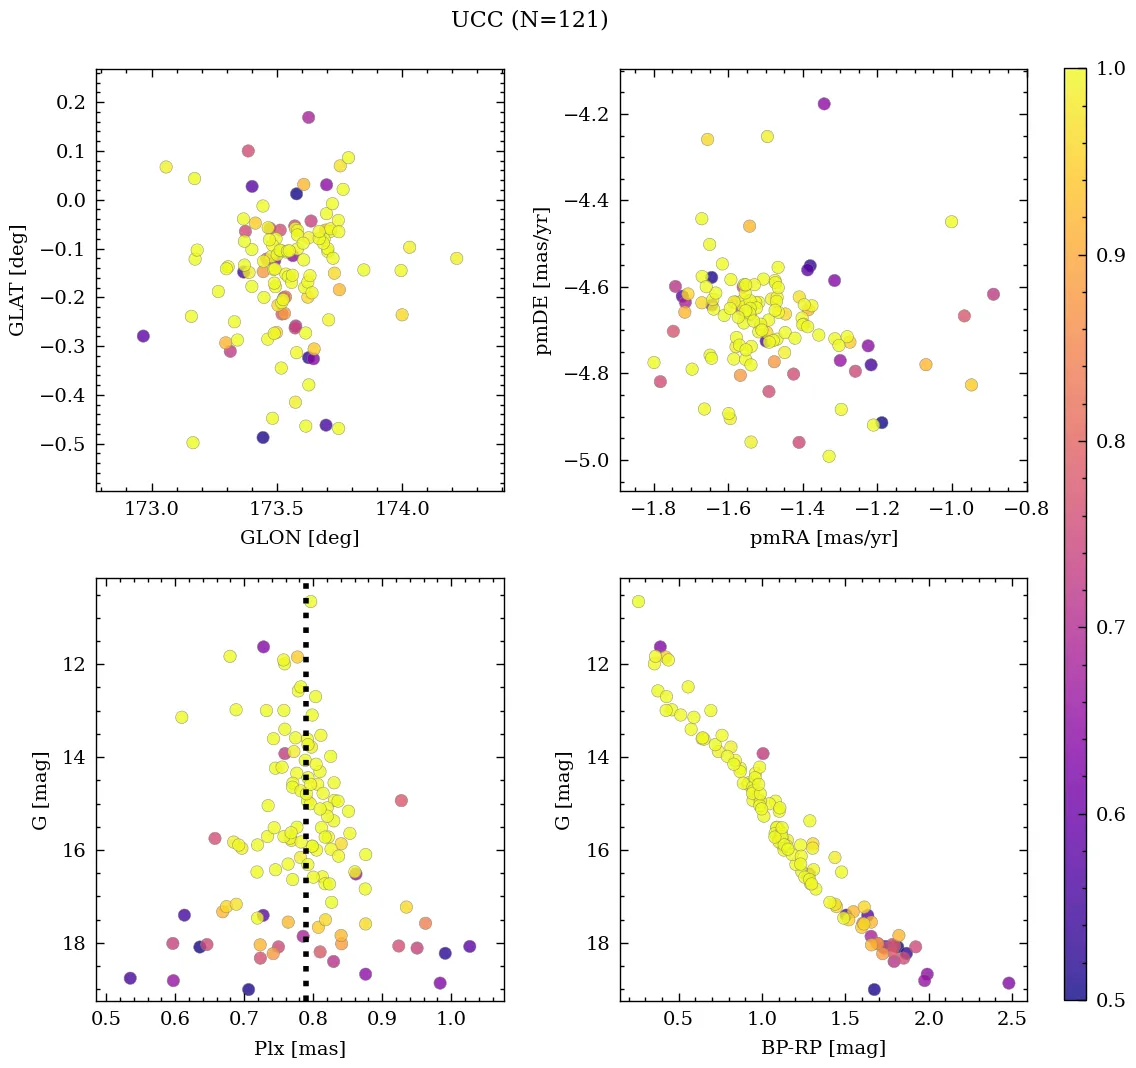 UCC (N=121)
0.2
0.1
0.0
−0.1
−0.2
−0.3
−0.4
−0.5
GLAT [deg]
173.0 173.5 174.0
GLON [deg]
−4.2
−4.4
−4.6
−4.8
−5.0
pmDE [mas/yr]
−1.8 −1.6 −1.4 −1.2 −1.0 −0.8
pmRA [mas/yr]
12
14
16
18
G [mag]
0.5 0.6 0.7 0.8 0.9 1.0
Plx [mas]
12
14
16
18
G [mag]
0.5 1.0 1.5 2.0 2.5
BP-RP [mag]
1.0
0.9
0.8
0.7
0.6
0.5